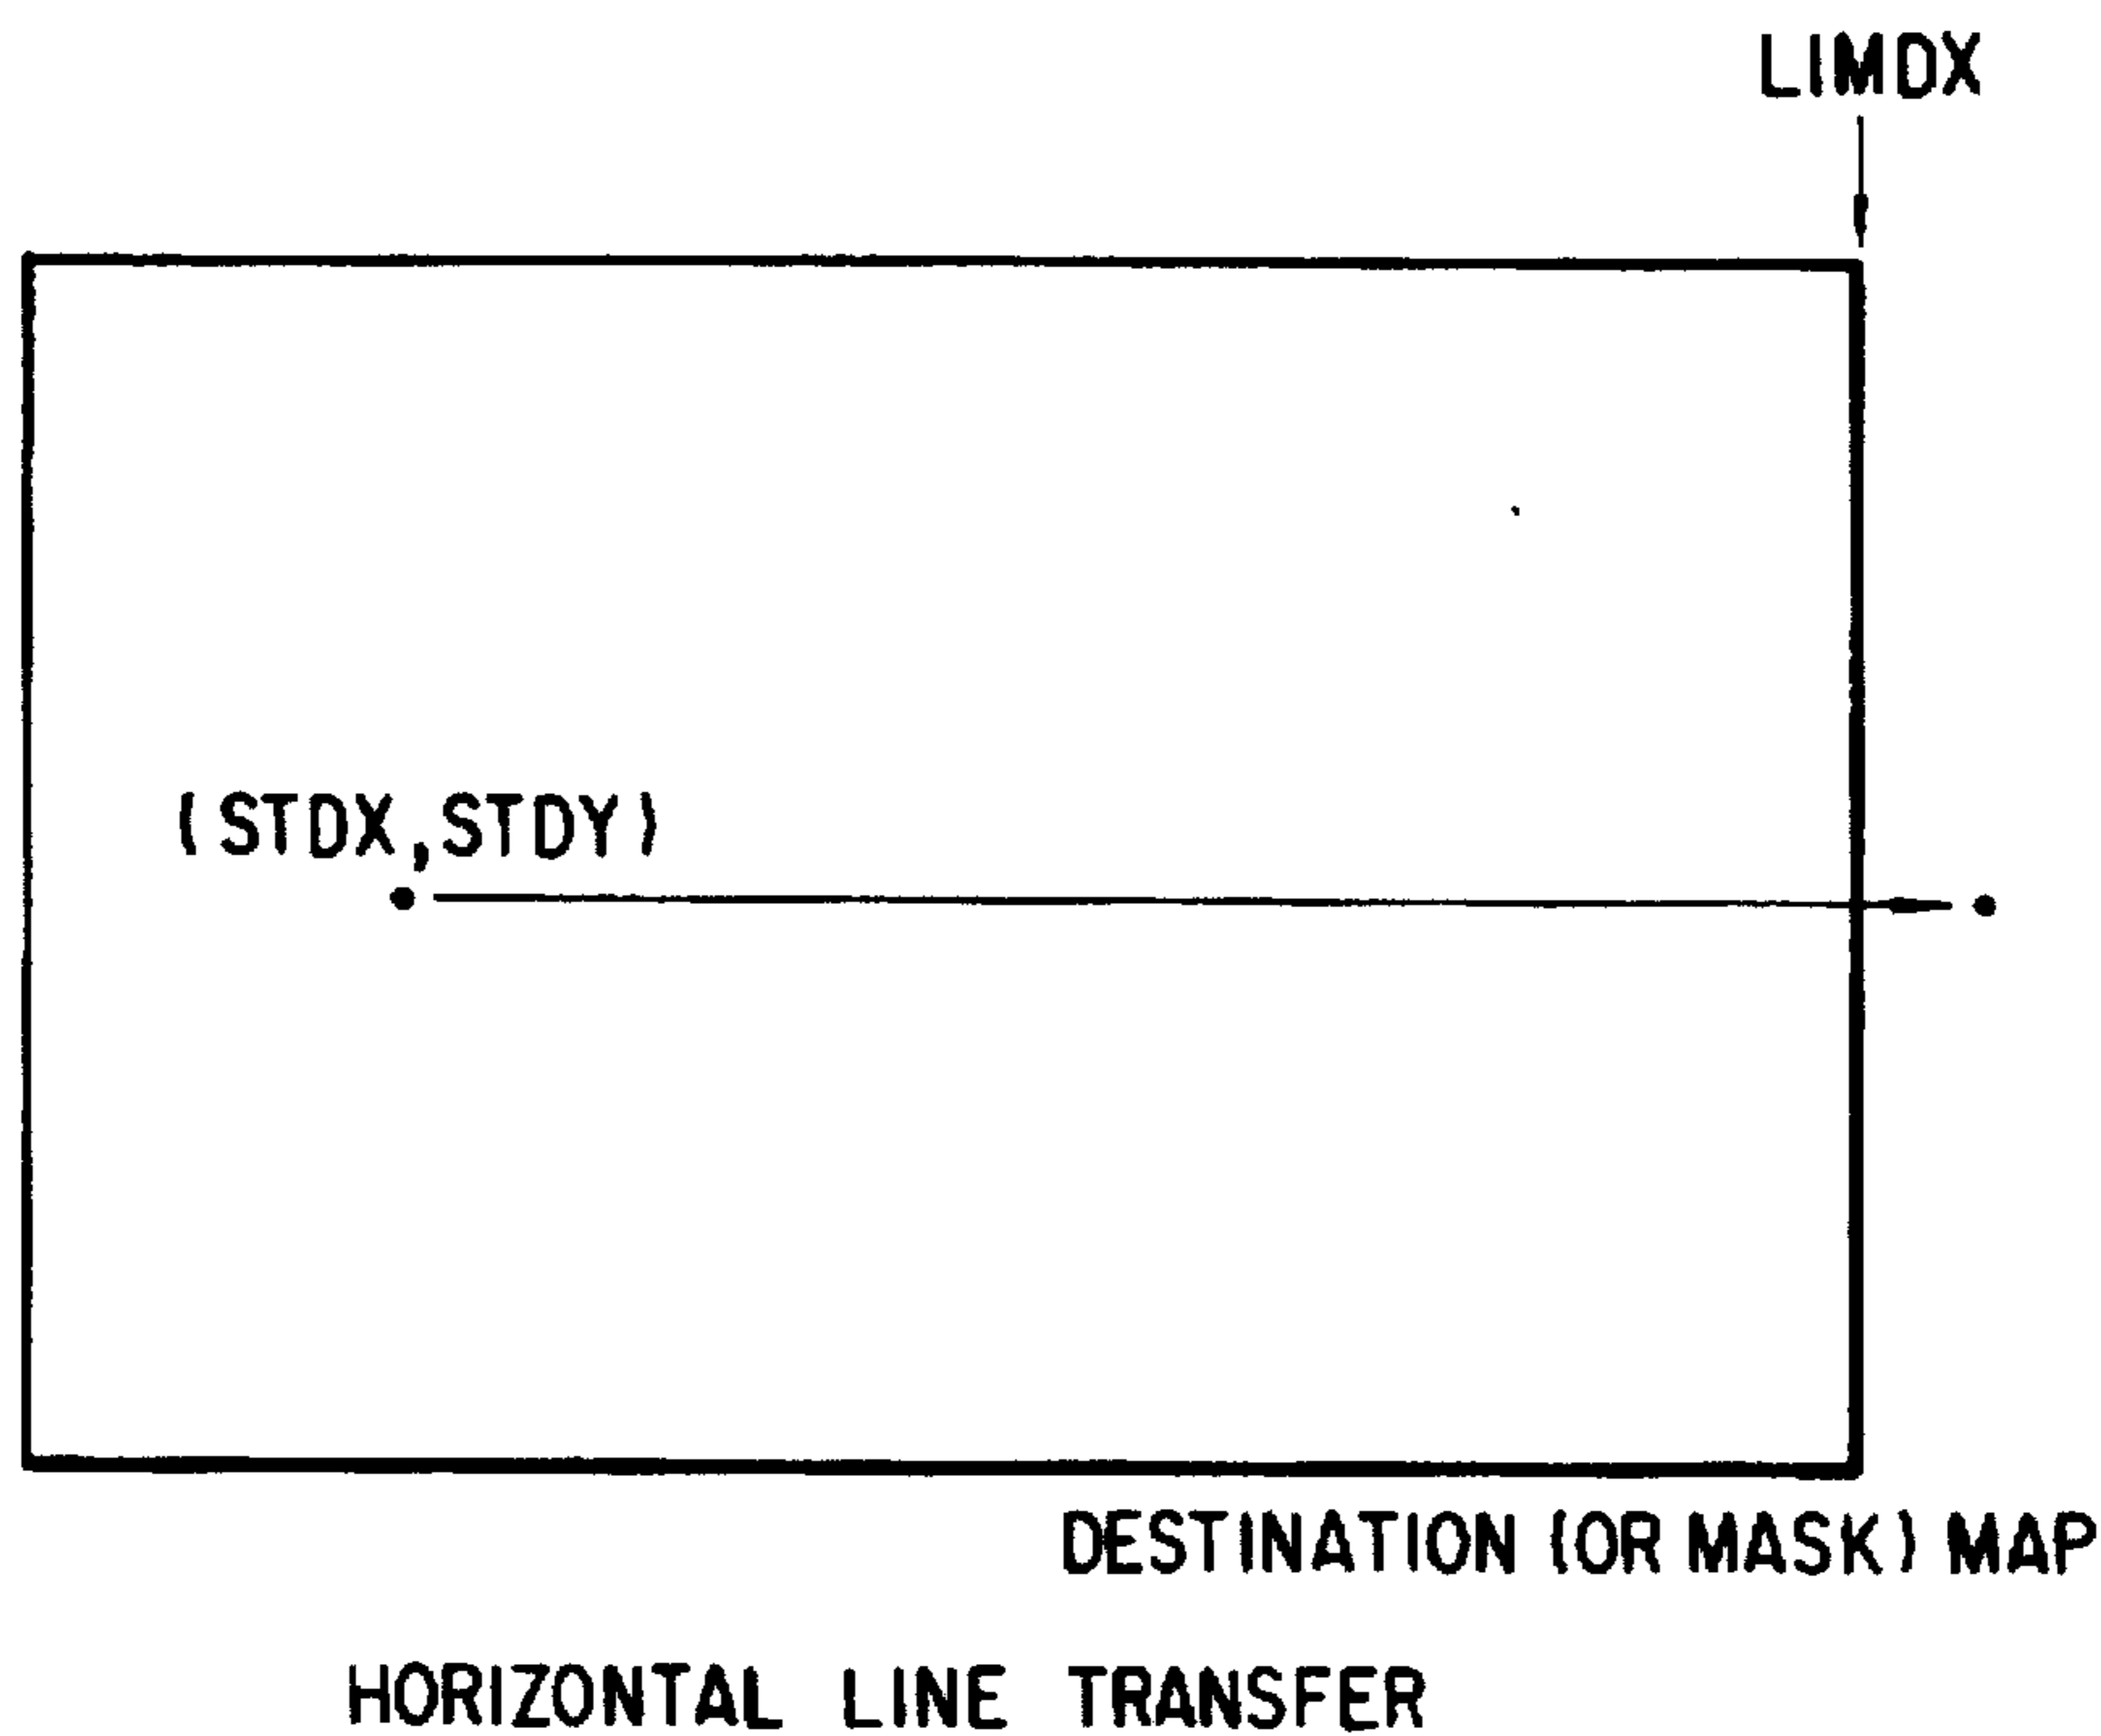 LIMDX
(STDX,STDY)
DESTINATION (OR MASK) MAP
HORIZONTAL LINE TRANSFER